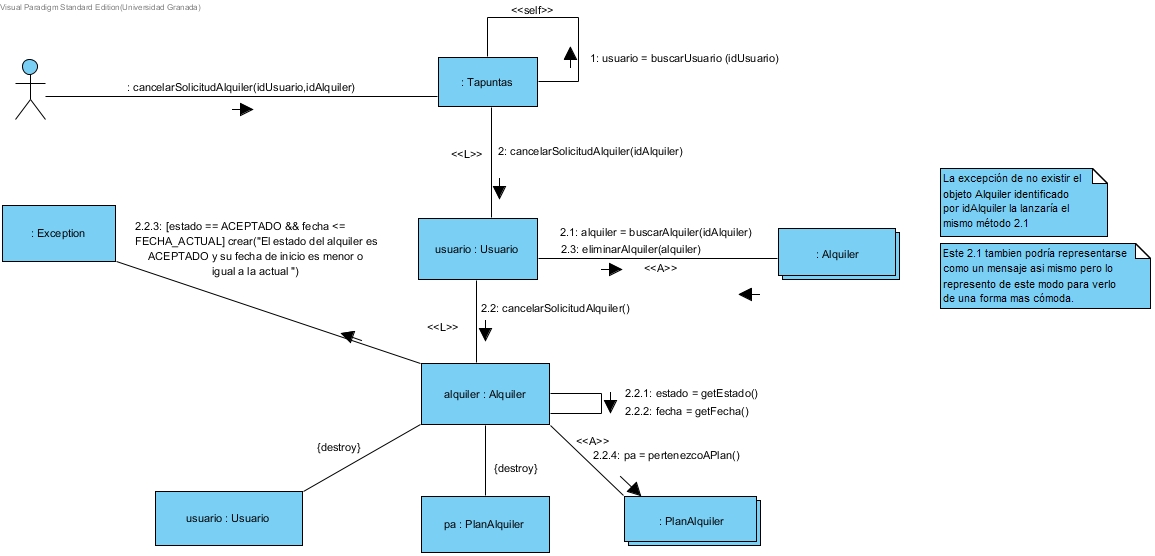 Visual Paradigm Standard Edition(Universidad Granada)
<<self>>
1: usuario = buscarUsuario (idUsuario)
: Tapuntas
: cancelarSolicitudAlquiler(idUsuario,idAlquiler)
<<L>>
2: cancelarSolicitudAlquiler(idAlquiler)
La excepción de no existir el
objeto Alquiler identificado
por idAlquiler la lanzaría el
mismo método 2.1
: Exception
2.2.3: [estado == ACEPTADO && fecha <=
FECHA_ACTUAL] crear("El estado del alquiler es
ACEPTADO y su fecha de inicio es menor o
igual a la actual ")
usuario : Usuario
2.1: alquiler = buscarAlquiler(idAlquiler)
2.3: eliminarAlquiler(alquiler)
<<A>>
: Alquiler
Este 2.1 tambien podría representarse
como un mensaje asi mismo pero lo
represento de este modo para verlo
de una forma mas cómoda.
2.2: cancelarSolicitudAlquiler()
<<L>>
alquiler : Alquiler
2.2.1: estado = getEstado()
2.2.2: fecha = getFecha()
{destroy}
{destroy}
<<A>>
2.2.4: pa = pertenezcoAPlan()
usuario : Usuario
pa : PlanAlquiler
: PlanAlquiler